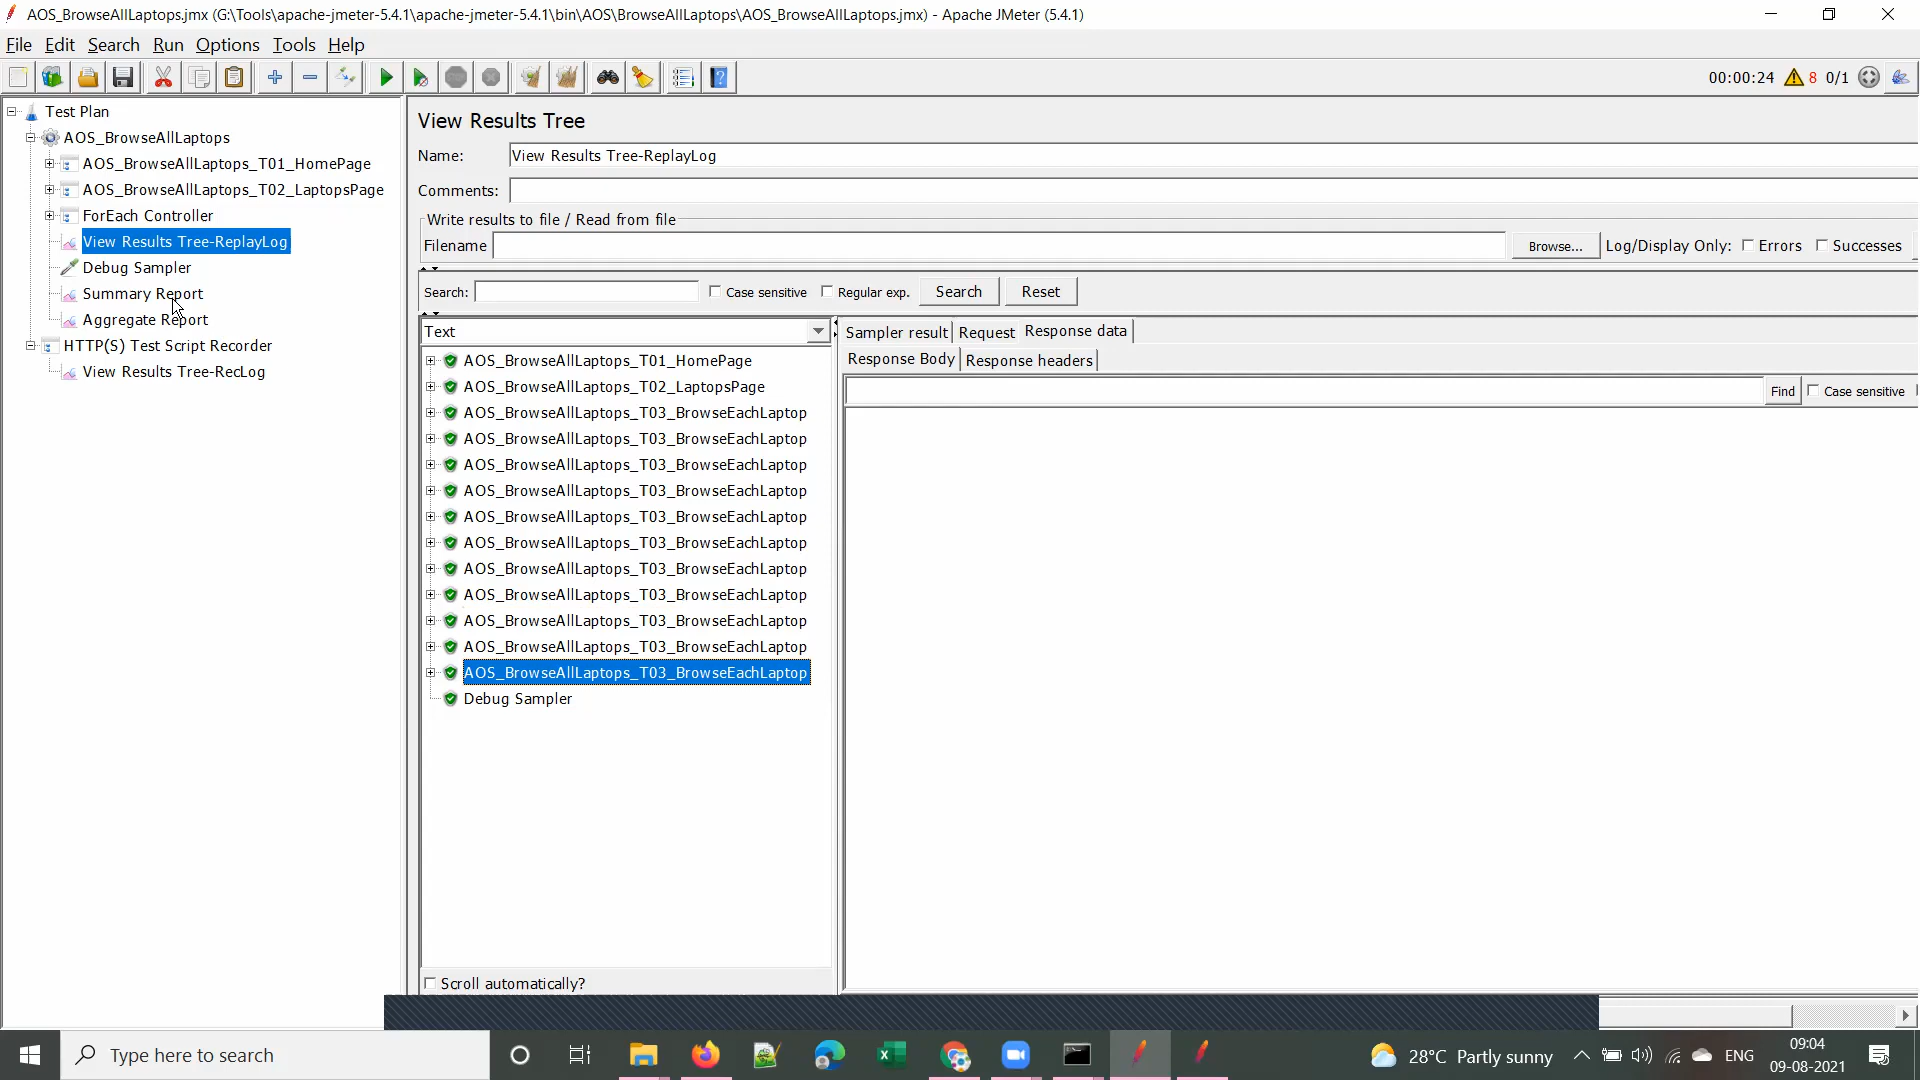 AOS_BrowseAllLaptops.jmx (G:\Tools\apache-jmeter-5.4.1\apache-jmeter-5.4.1\bin\AOS\BrowseAllLaptops\AOS_BrowseAllLaptops.jmx) - Apache JMeter (5.4.1)
File Edit Search Run Options Tools Help
00:00:24 8 0/1
Test Plan
AOS_BrowseAllLaptops
AOS_BrowseAllLaptops_T01_HomePage
AOS_BrowseAllLaptops_T02_LaptopsPage
ForEach Controller
View Results Tree-ReplayLog
Debug Sampler
Summary Report
Aggregate Report
HTTP(S) Test Script Recorder
View Results Tree-RecLog
View Results Tree
Name: View Results Tree-ReplayLog
Comments:
Write results to file / Read from file
Filename Browse... Log/Display Only: Errors Successes
Search: Case sensitive Regular exp. Search Reset
Text
AOS_BrowseAllLaptops_T01_HomePage
AOS_BrowseAllLaptops_T02_LaptopsPage
AOS_BrowseAllLaptops_T03_BrowseEachLaptop
AOS_BrowseAllLaptops_T03_BrowseEachLaptop
AOS_BrowseAllLaptops_T03_BrowseEachLaptop
AOS_BrowseAllLaptops_T03_BrowseEachLaptop
AOS_BrowseAllLaptops_T03_BrowseEachLaptop
AOS_BrowseAllLaptops_T03_BrowseEachLaptop
AOS_BrowseAllLaptops_T03_BrowseEachLaptop
AOS_BrowseAllLaptops_T03_BrowseEachLaptop
AOS_BrowseAllLaptops_T03_BrowseEachLaptop
AOS_BrowseAllLaptops_T03_BrowseEachLaptop
AOS_BrowseAllLaptops_T03_BrowseEachLaptop
Debug Sampler
Scroll automatically?
Sampler result Request Response data
Response Body Response headers
Find Case sensitive
Type here to search
28°C Partly sunny
ENG
09:04
09-08-2021